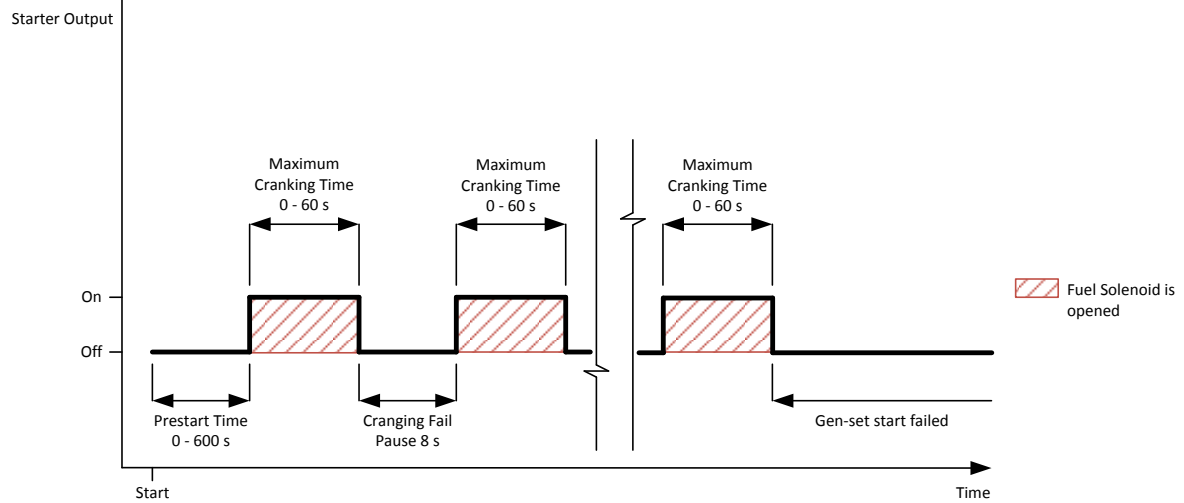 Starter Output
Maximum
Cranking Time
0 - 60 s
Maximum
Cranking Time
0 - 60 s
Maximum
Cranking Time
0 - 60 s
On
Off
Fuel Solenoid is
opened
Prestart Time
0 - 600 s
Cranging Fail
Pause 8 s
Gen-set start failed
Start
Time